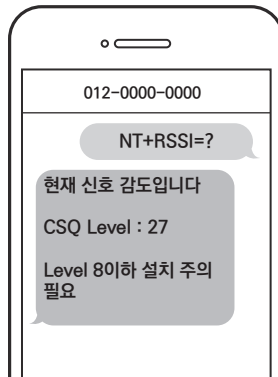 012-0000-0000
NT+RSSI=?
현재 신호 감도입니다
CSQ Level : 27
Level 8이하 설치 주의
필요